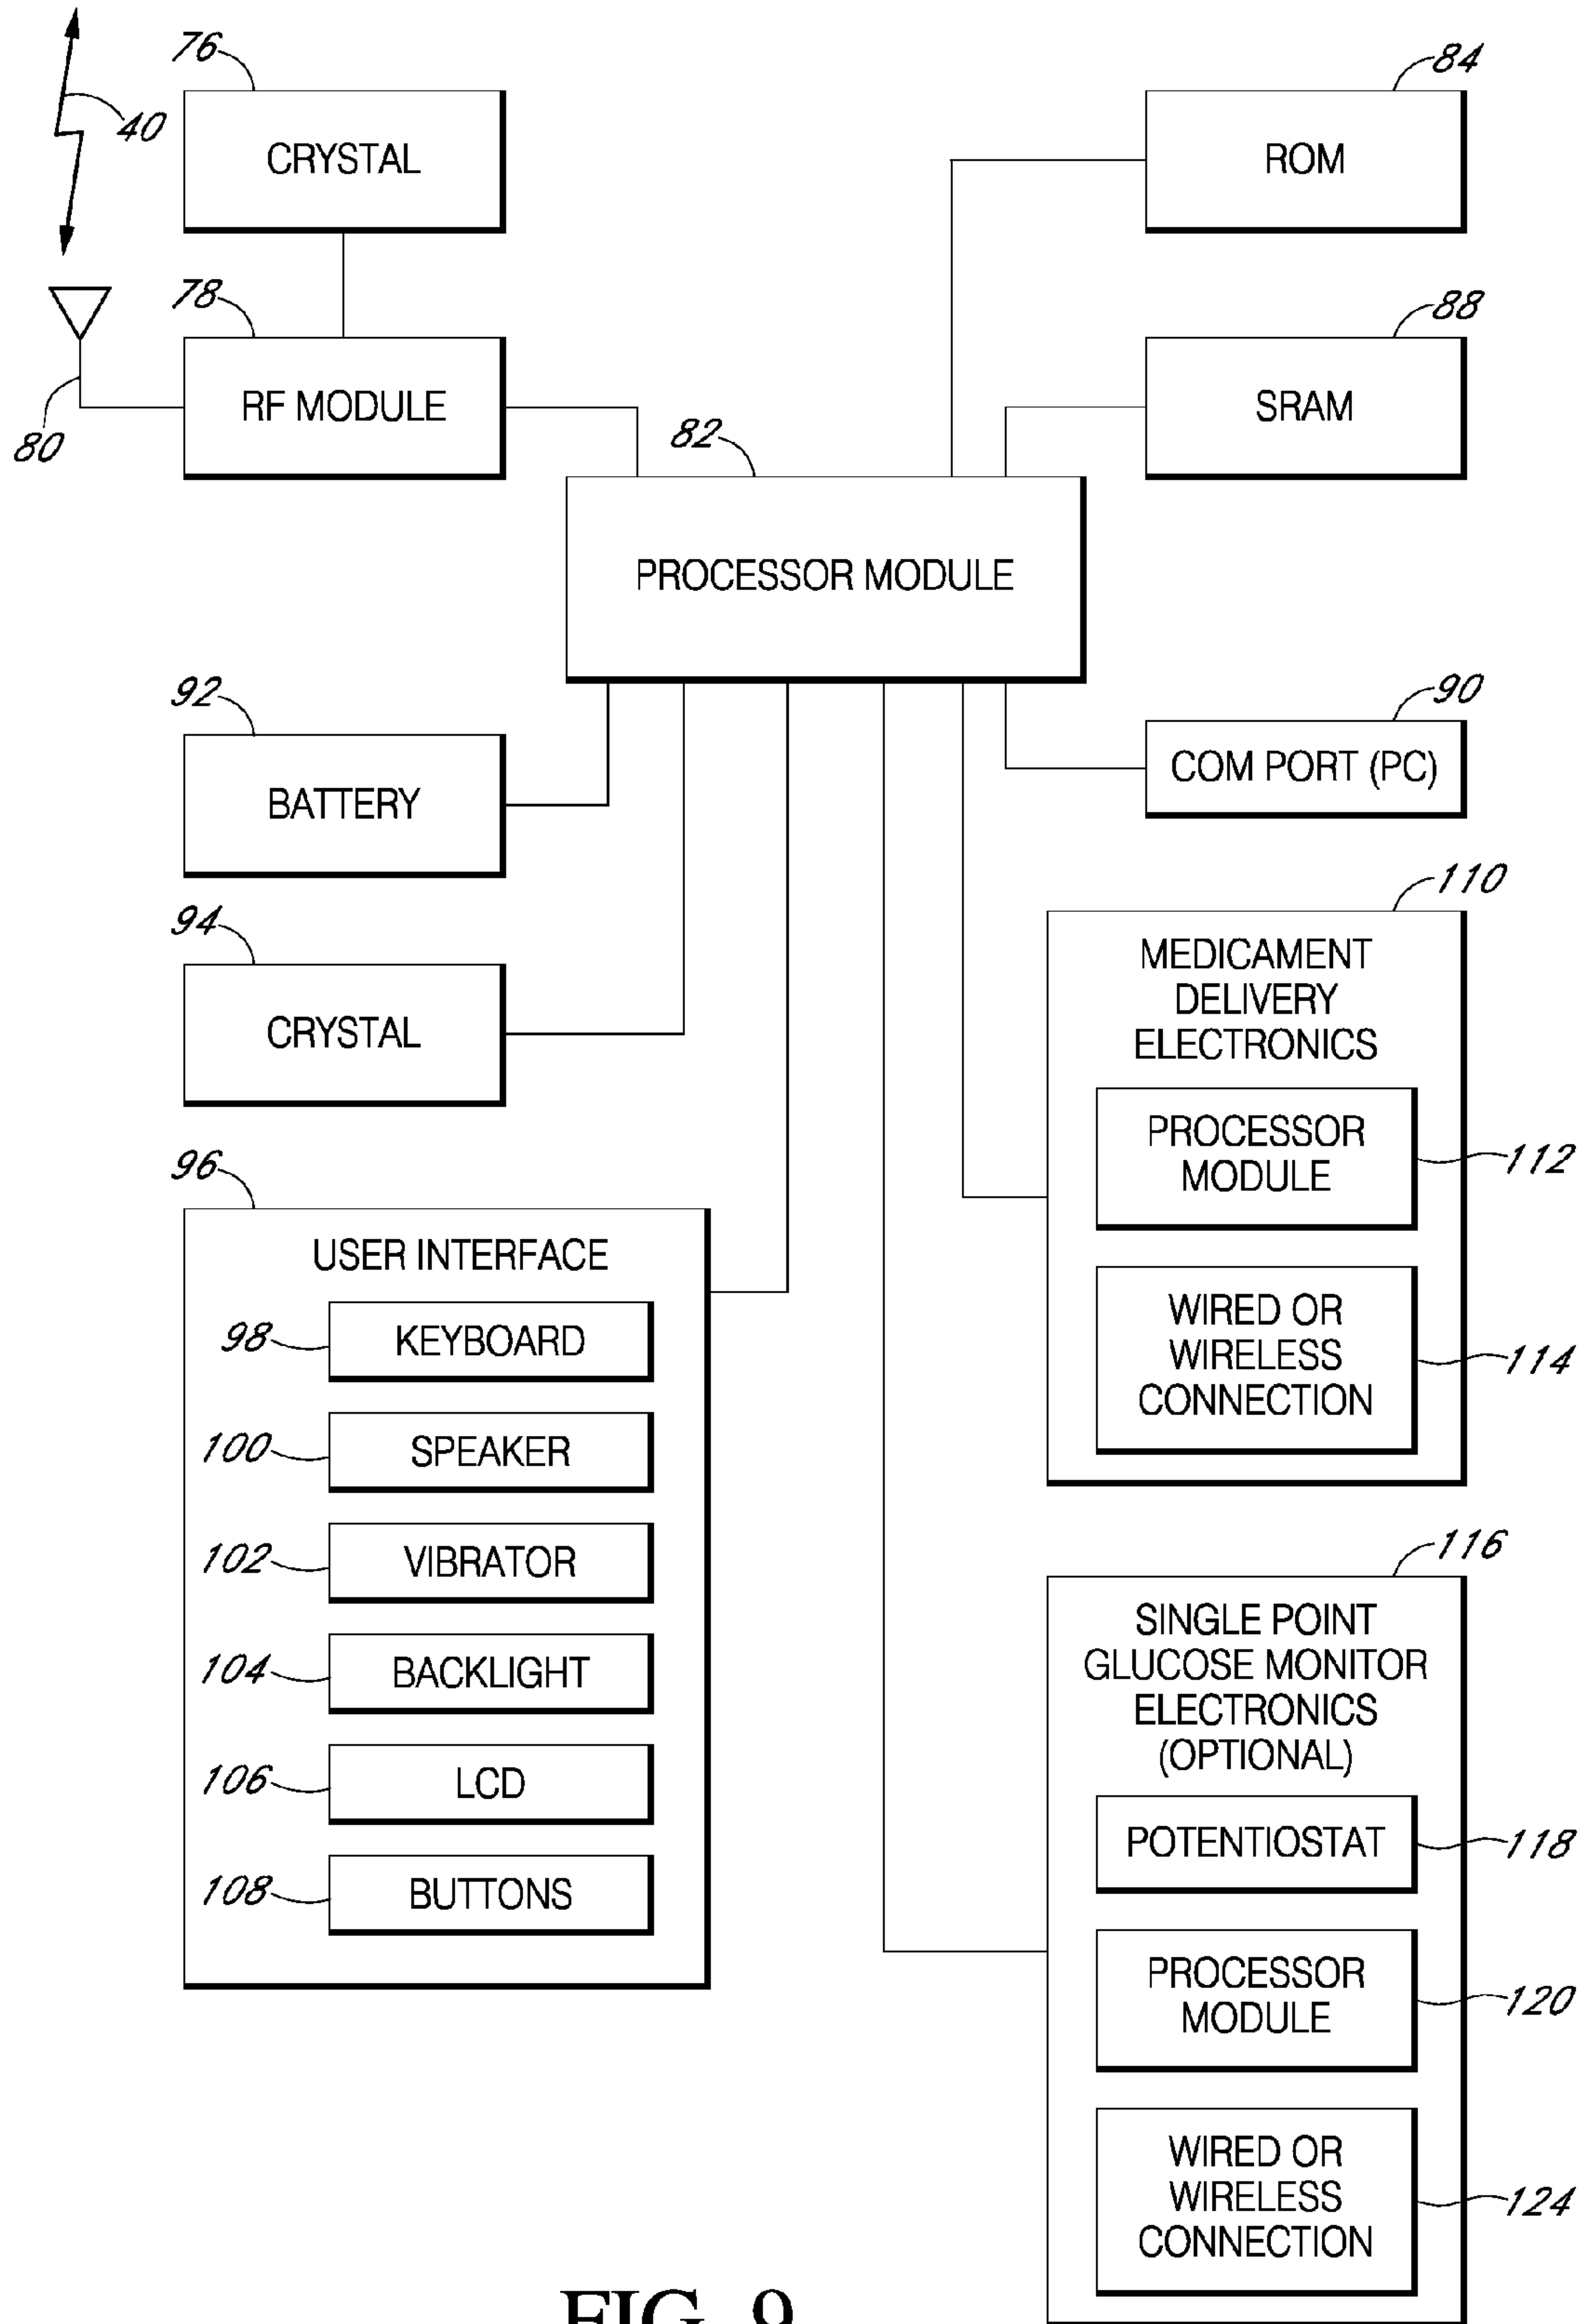 76
84
40
CRYSTAL
ROM
78
88
RF MODULE
SRAM
80
82
PROCESSOR MODULE
92
90
BATTERY
COM PORT (PC)
94
110
CRYSTAL
MEDICAMENT
DELIVERY
ELECTRONICS
PROCESSOR
MODULE
112
WIRED OR
WIRELESS
CONNECTION
114
96
USER INTERFACE
98
KEYBOARD
100
SPEAKER
102
VIBRATOR
104
BACKLIGHT
106
LCD
108
BUTTONS
116
SINGLE POINT
GLUCOSE MONITOR
ELECTRONICS
(OPTIONAL)
POTENTIOSTAT
118
PROCESSOR
MODULE
120
WIRED OR
WIRELESS
CONNECTION
124
FIG. 9